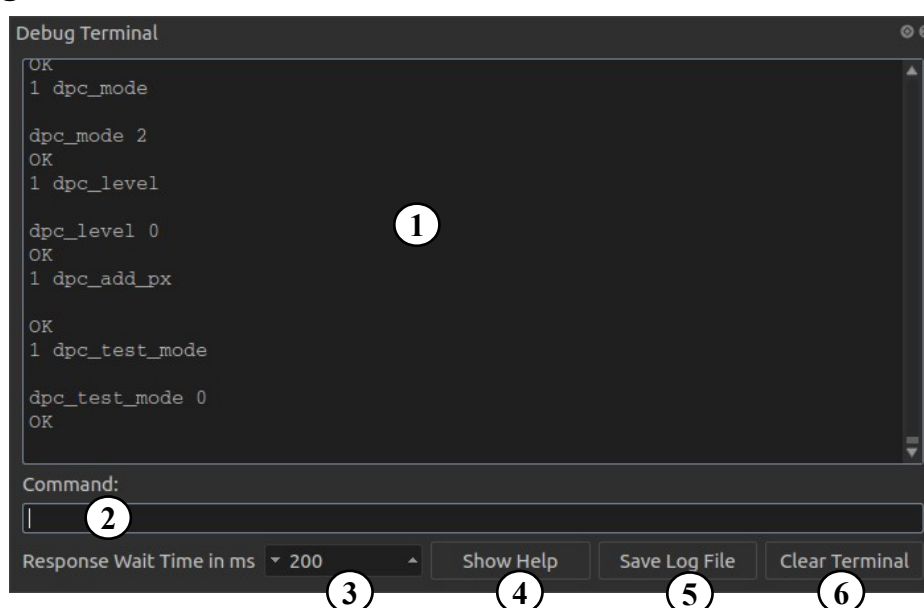 Debug Terminal
OK
1 dpc_mode
dpc_mode 2
OK
1 dpc_level
dpc_level 0
OK
1 dpc_add_px
OK
1 dpc_test_mode
dpc_test_mode 0
OK
1
Command:
2
Response Wait Time in ms 200 Show Help Save Log File Clear Terminal
3 4 5 6